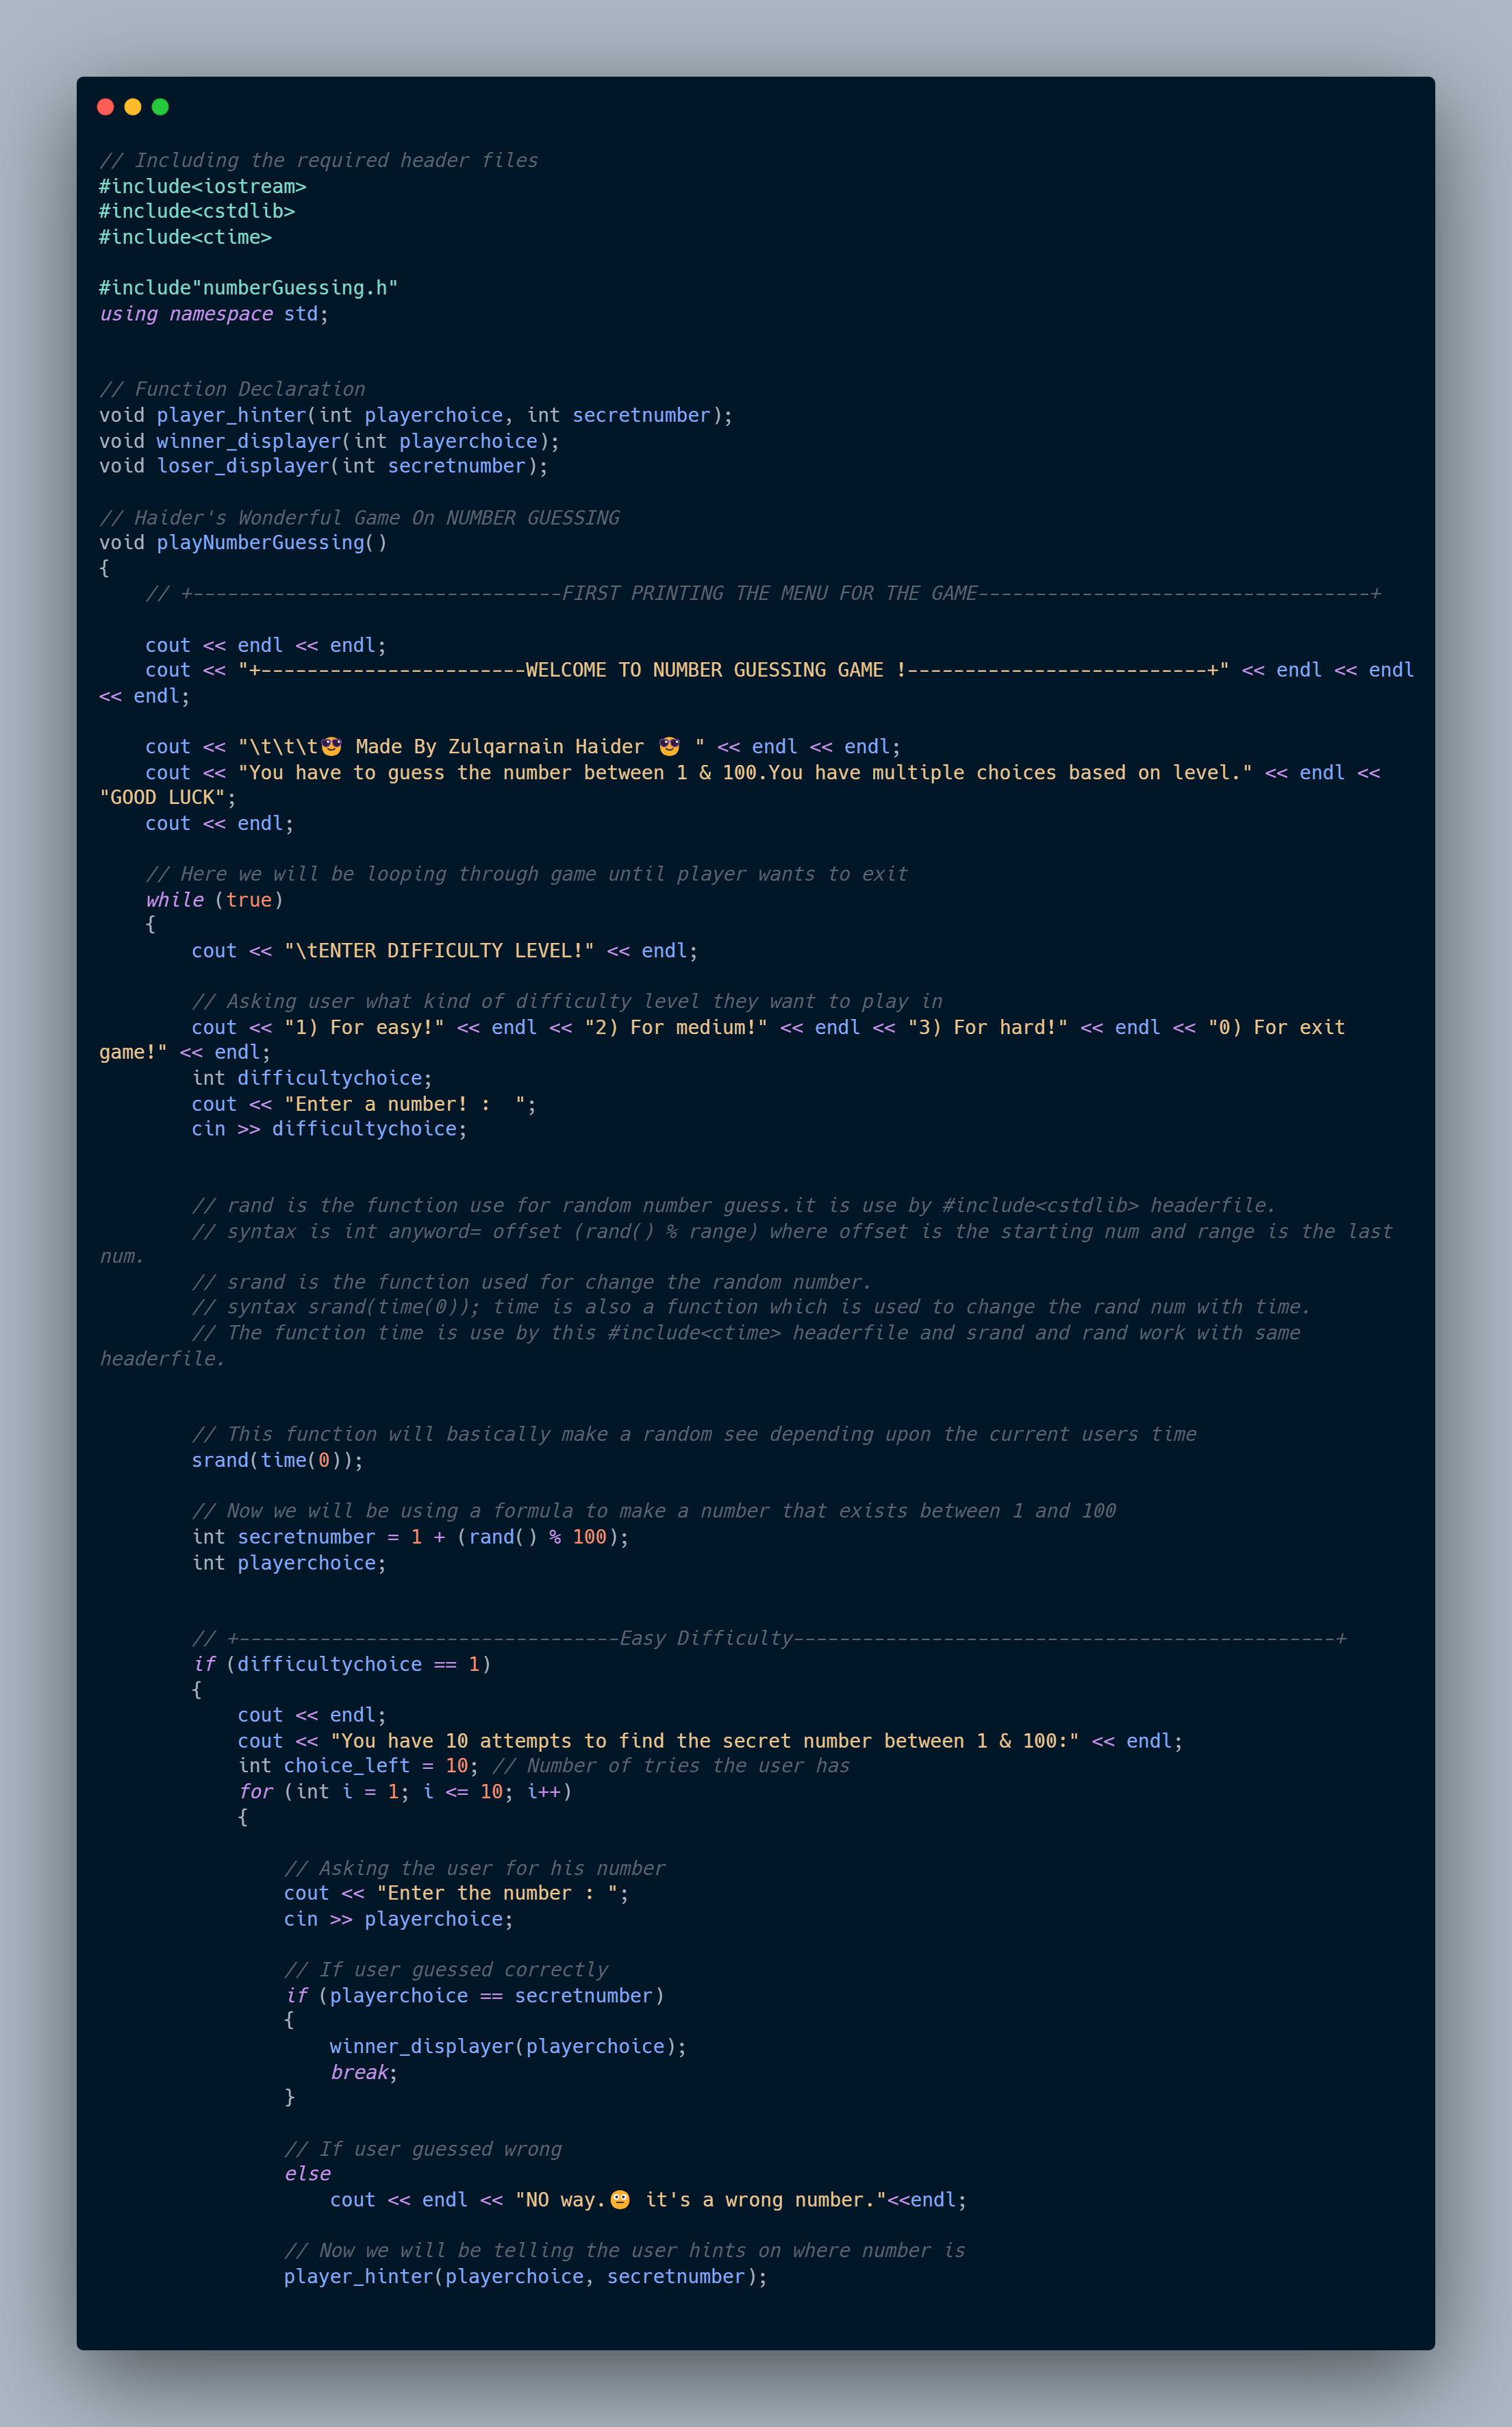 // Including the required header files
#include<iostream>
#include<cstdlib>
#include<ctime>
#include"numberGuessing.h"
using namespace std;
// Function Declaration
void player_hinter(int playerchoice, int secretnumber);
void winner_displayer(int playerchoice);
void loser_displayer(int secretnumber);
// Haider's Wonderful Game On NUMBER GUESSING
void playNumberGuessing()
{
    // +--------------------------------FIRST PRINTING THE MENU FOR THE GAME----------------------------------+
    cout << endl << endl;
    cout << "+-----------------------WELCOME TO NUMBER GUESSING GAME !--------------------------+" << endl << endl
<< endl;
    cout << "\t\t\t😎 Made By Zulqarnain Haider 😎 " << endl << endl;
    cout << "You have to guess the number between 1 & 100.You have multiple choices based on level." << endl <<
"GOOD LUCK";
    cout << endl;
    // Here we will be looping through game until player wants to exit
    while (true)
    {
        cout << "\tENTER DIFFICULTY LEVEL!" << endl;
        // Asking user what kind of difficulty level they want to play in
        cout << "1) For easy!" << endl << "2) For medium!" << endl << "3) For hard!" << endl << "0) For exit
game!" << endl;
        int difficultychoice;
        cout << "Enter a number! :  ";
        cin >> difficultychoice;
        // rand is the function use for random number guess.it is use by #include<cstdlib> headerfile.
        // syntax is int anyword= offset (rand() % range) where offset is the starting num and range is the last
num.
        // srand is the function used for change the random number.
        // syntax srand(time(0)); time is also a function which is used to change the rand num with time.
        // The function time is use by this #include<ctime> headerfile and srand and rand work with same
headerfile.
        // This function will basically make a random see depending upon the current users time
        srand(time(0));
        // Now we will be using a formula to make a number that exists between 1 and 100
        int secretnumber = 1 + (rand() % 100);
        int playerchoice;
        // +---------------------------------Easy Difficulty-----------------------------------------------+
        if (difficultychoice == 1)
        {
            cout << endl;
            cout << "You have 10 attempts to find the secret number between 1 & 100:" << endl;
            int choice_left = 10; // Number of tries the user has
            for (int i = 1; i <= 10; i++)
            {
                // Asking the user for his number
                cout << "Enter the number : ";
                cin >> playerchoice;
                // If user guessed correctly
                if (playerchoice == secretnumber)
                {
                    winner_displayer(playerchoice);
                    break;
                }
                // If user guessed wrong
                else
                    cout << endl << "NO way.😳 it's a wrong number."<<endl;
                // Now we will be telling the user hints on where number is
                player_hinter(playerchoice, secretnumber);